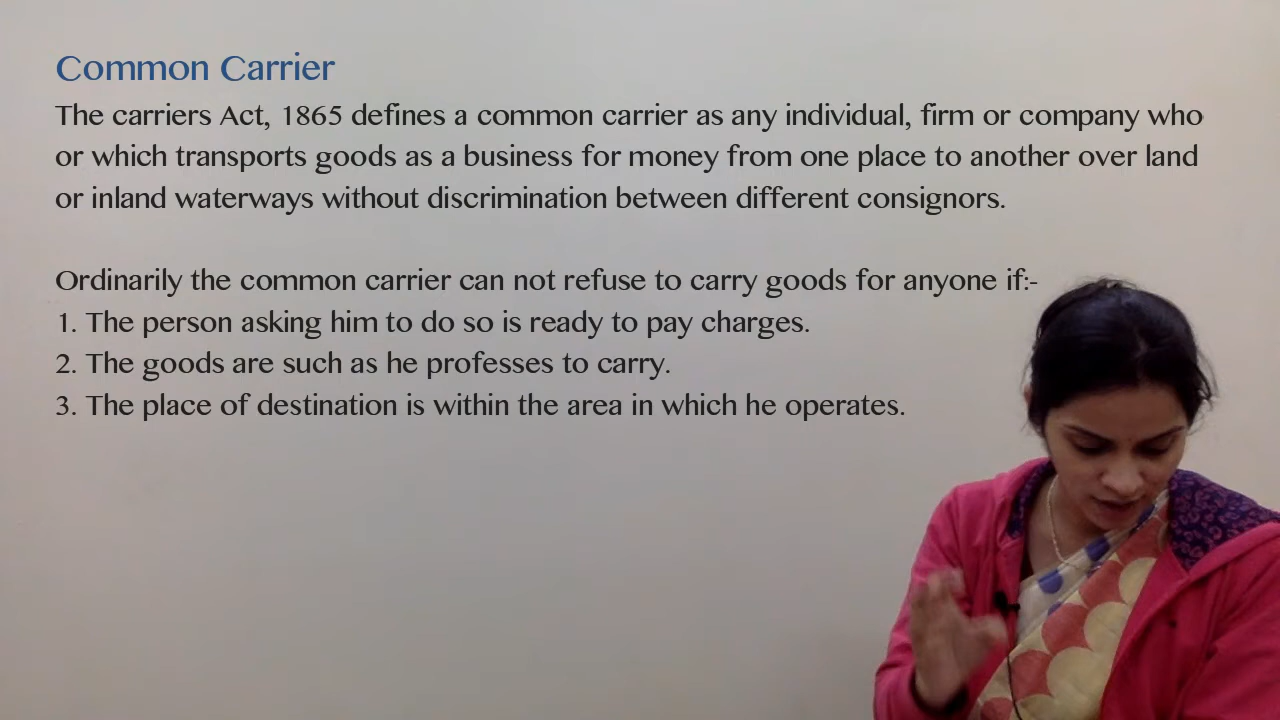 Common Carrier
The carriers Act, 1865 defines a common carrier as any individual, firm or company who
or which transports goods as a business for money from one place to another over land
or inland waterways without discrimination between different consignors.
Ordinarily the common carrier can not refuse to carry goods for anyone if:-
1. The person asking him to do so is ready to pay charges.
2. The goods are such as he professes to carry.
3. The place of destination is within the area in which he operates.